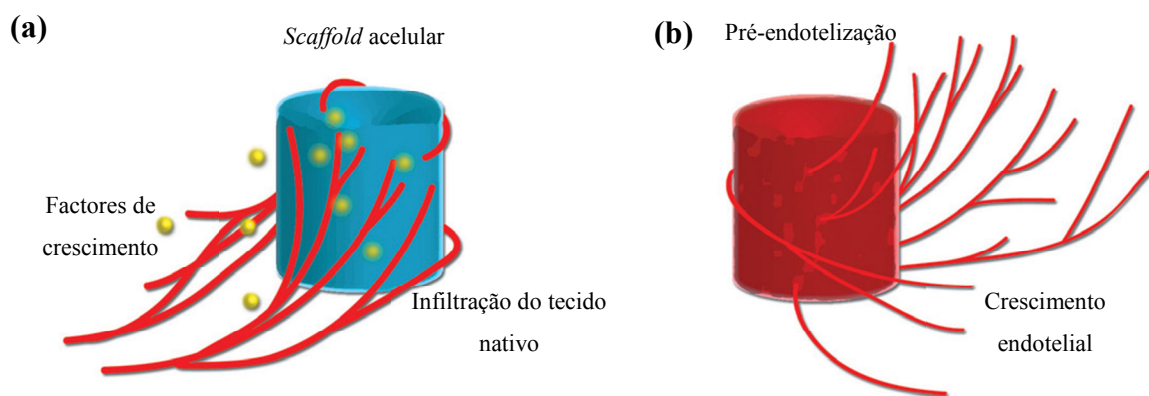 (a)
Scaffold acelular
Factores de
crescimento
Infiltração do tecido
nativo
(b)
Pré-endotelização
Crescimento
endotelial